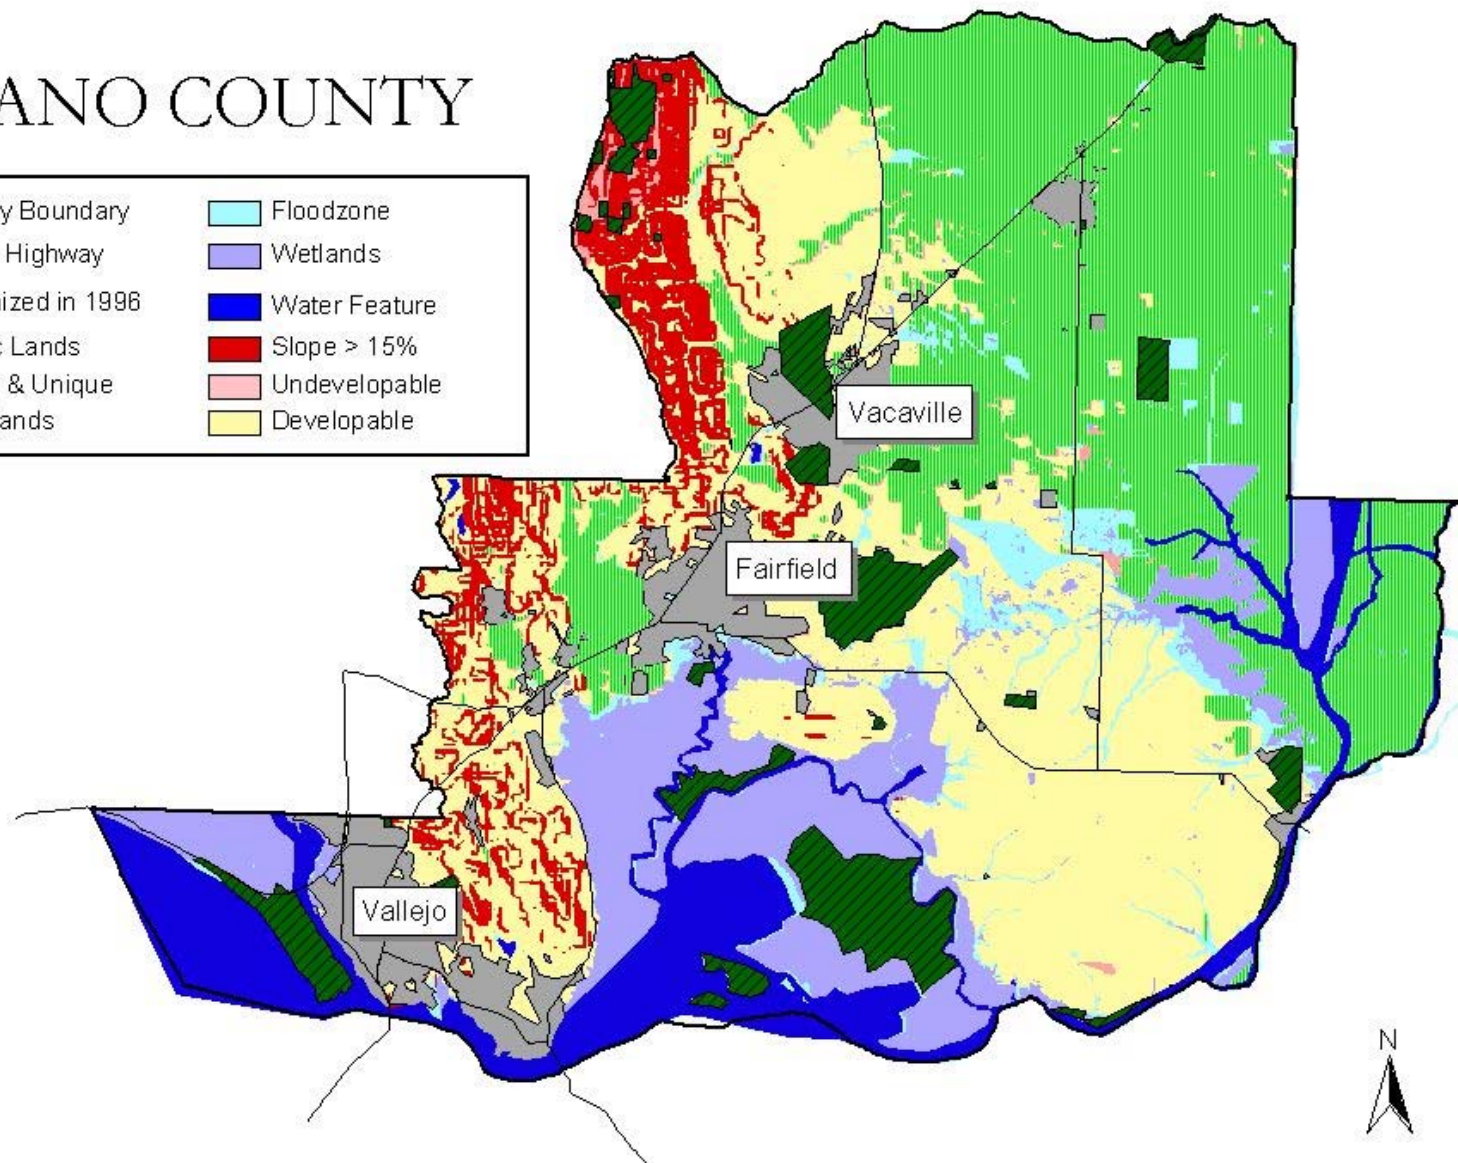 ANO COUNTY
y Boundary
Highway
ized in 1996
c Lands
& Unique
ands
Floodzone
Wetlands
Water Feature
Slope > 15%
Undevelopable
Developable
Vacaville
Fairfield
Vallejo
N